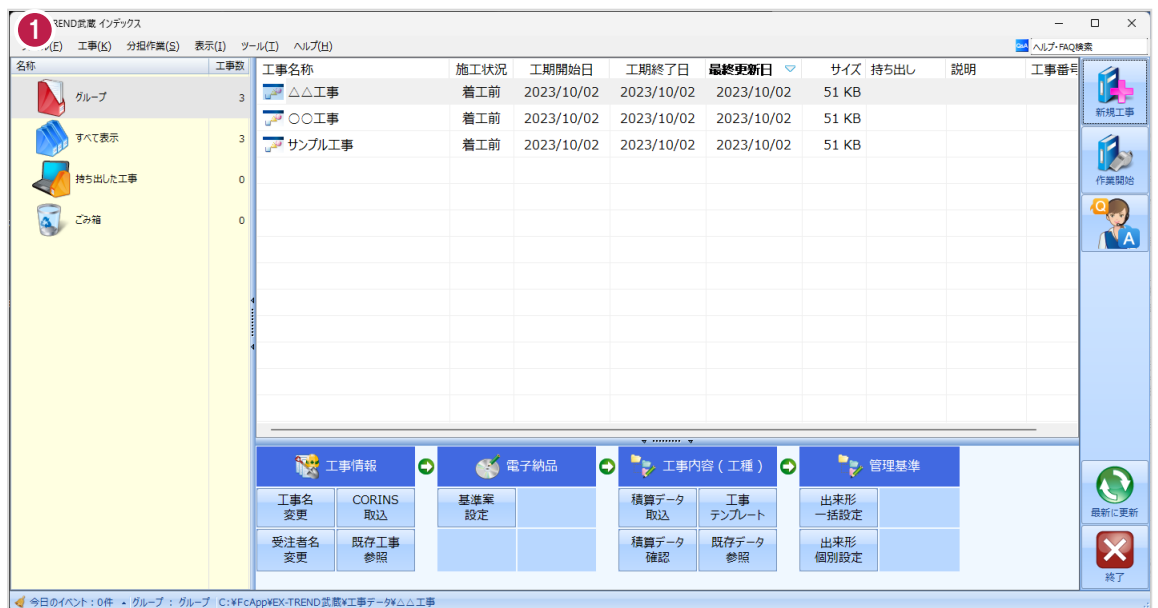 1
TREND武蔵 インデックス
(F) 工事(K) 分担作業(S) 表示(I) ツール(T) ヘルプ(H)
Q&A ヘルプ・FAQ検索
名称 工事数
グループ 3
すべて表示 3
持ち出した工事 0
ごみ箱 0
工事名称 施工状況 工期開始日 工期終了日 最終更新日 サイズ 持ち出し 説明 工事番号
△△工事 着工前 2023/10/02 2023/10/02 2023/10/02 51 KB
○○工事 着工前 2023/10/02 2023/10/02 2023/10/02 51 KB
サンプル工事 着工前 2023/10/02 2023/10/02 2023/10/02 51 KB
新規工事
作業開始
Q
A
工事情報 電子納品 工事内容 ( 工種 ) 管理基準
工事名
変更
CORINS
取込
基準案
設定
積算データ
取込
工事
テンプレート
出来形
一括設定
受注者名
変更
既存工事
参照
積算データ
確認
既存データ
参照
出来形
個別設定
最新に更新
終了
今日のイベント : 0件 グループ : グループ C:¥FcApp¥EX-TREND武蔵¥工事データ¥△△工事